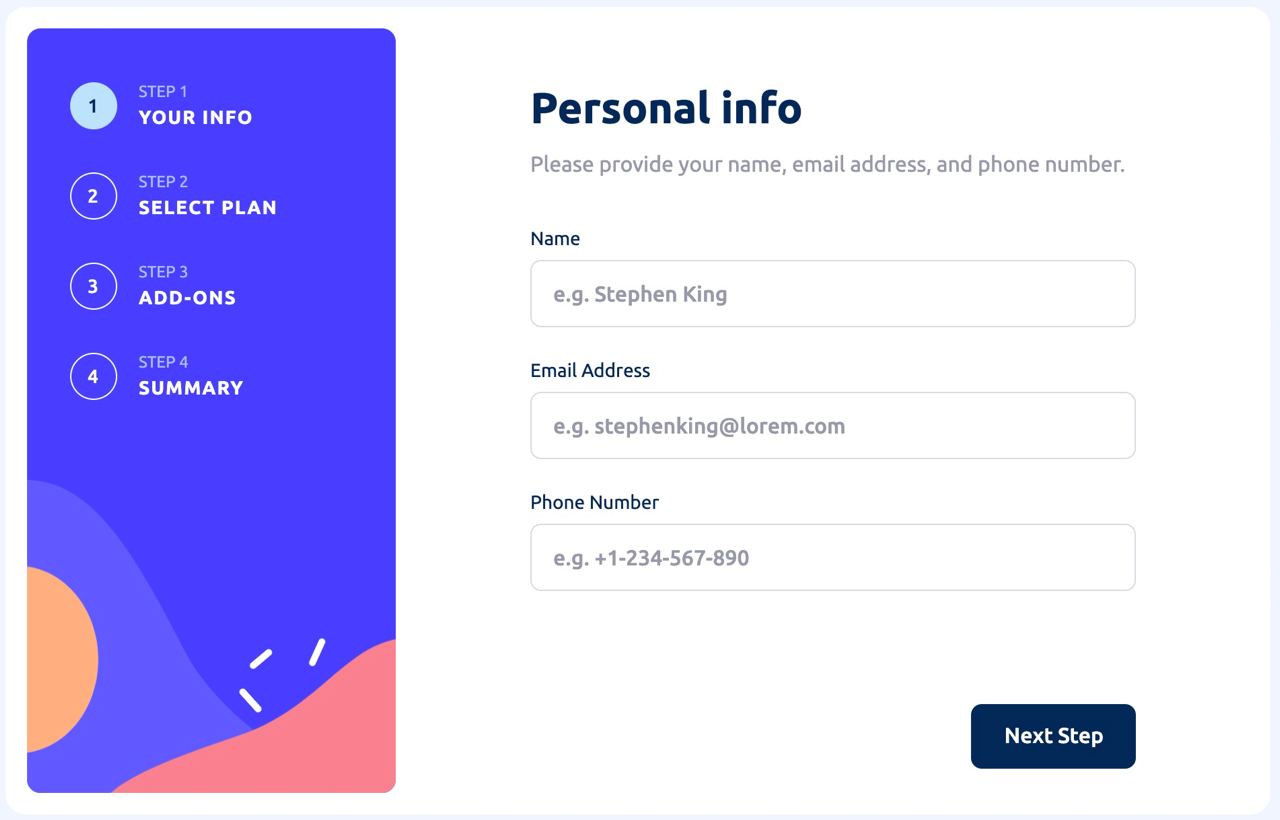 1
STEP 1
YOUR INFO
2
STEP 2
SELECT PLAN
3
STEP 3
ADD-ONS
4
STEP 4
SUMMARY
Personal info
Please provide your name, email address, and phone number.
Name
e.g. Stephen King
Email Address
e.g. stephenking@lorem.com
Phone Number
e.g. +1-234-567-890
Next Step